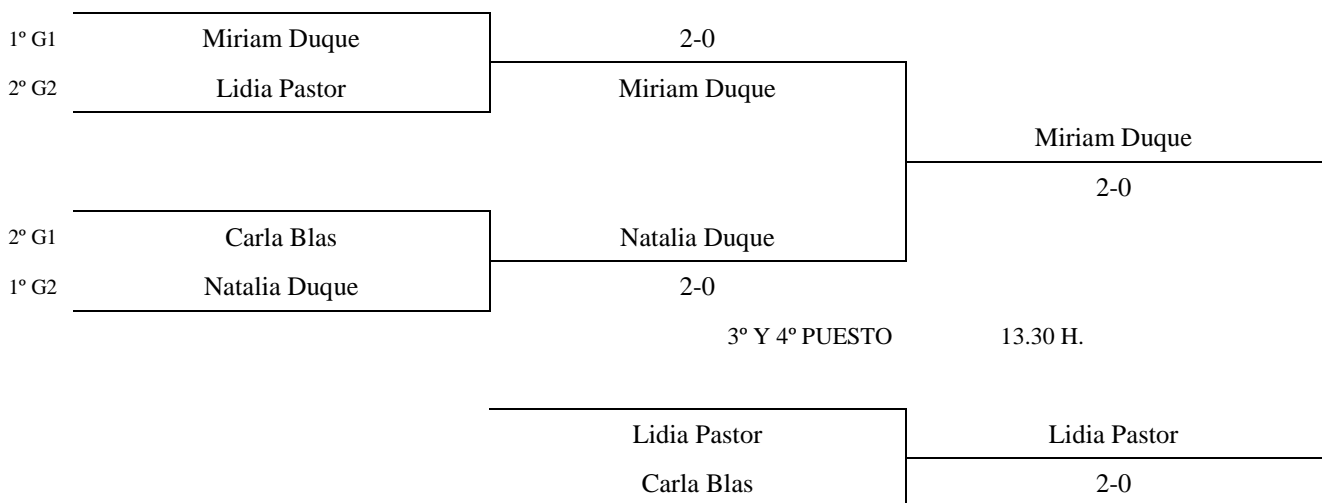 1º G1 Miriam Duque 2-0
2º G2 Lidia Pastor Miriam Duque
Miriam Duque
2-0
2º G1 Carla Blas Natalia Duque
1º G2 Natalia Duque 2-0
3º Y 4º PUESTO 13.30 H.
Lidia Pastor Lidia Pastor
Carla Blas 2-0